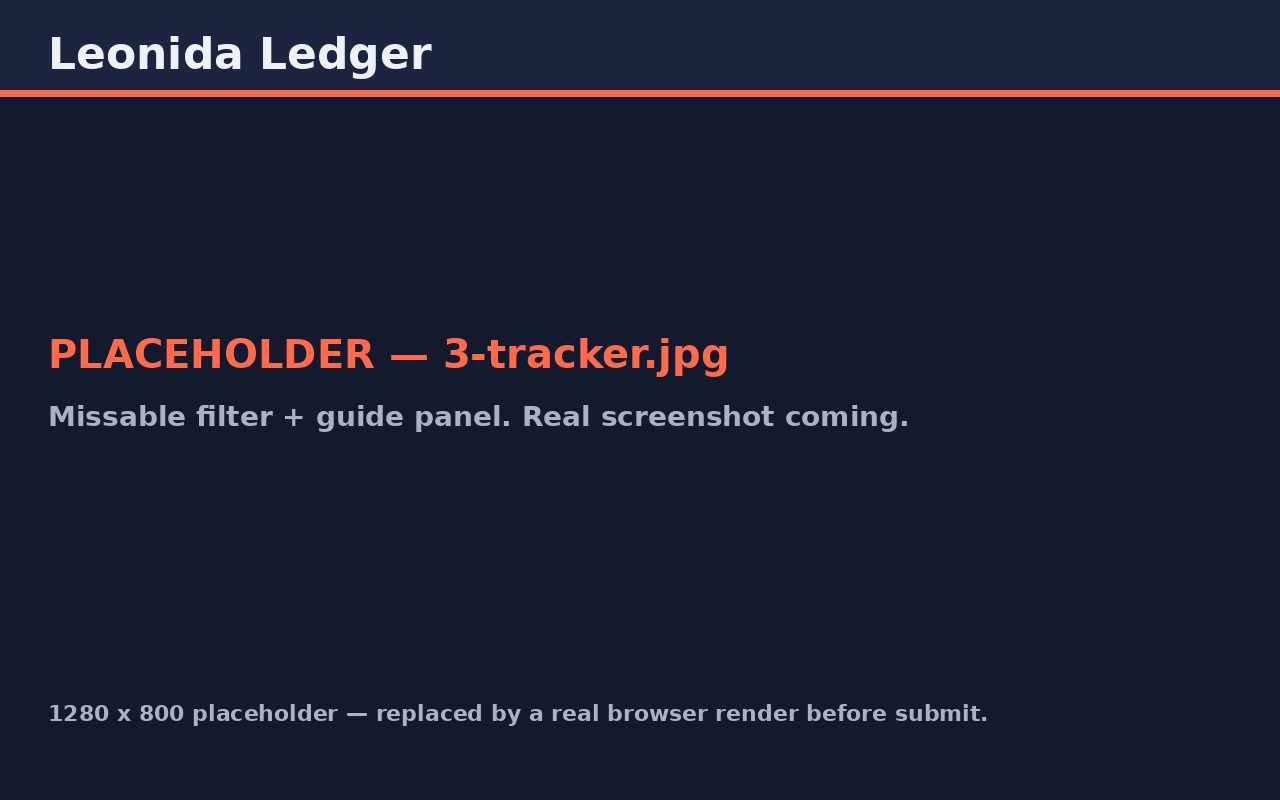 Leonida Ledger
PLACEHOLDER — 3-tracker.jpg
Missable filter + guide panel. Real screenshot coming.
1280 x 800 placeholder — replaced by a real browser render before submit.